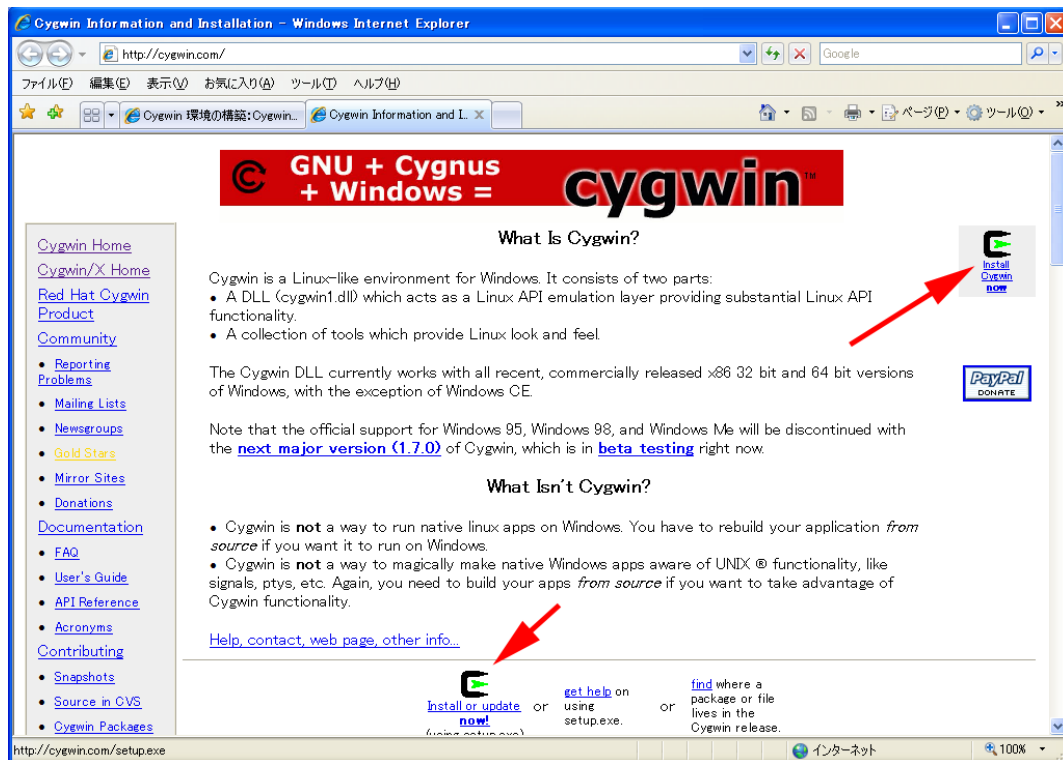 Cygwin Information and Installation - Windows Internet Explorer
http://cygwin.com/
Google
ファイル(F) 編集(E) 表示(V) お気に入り(A) ツール(T) ヘルプ(H)
Cygwin 環境の構築:Cygwin... Cygwin Information and I... ページ(P) ツール(O)
GNU + Cygnus
+ Windows =
cygwin™
Cygwin Home
Cygwin/X Home
Red Hat Cygwin
Product
Community
• Reporting
Problems
• Mailing Lists
• Newsgroups
• Gold Stars
• Mirror Sites
• Donations
Documentation
• FAQ
• User's Guide
• API Reference
• Acronyms
Contributing
• Snapshots
• Source in CVS
• Cygwin Packages
What Is Cygwin?
Cygwin is a Linux-like environment for Windows. It consists of two parts:
• A DLL (cygwin1.dll) which acts as a Linux API emulation layer providing substantial Linux API
functionality.
• A collection of tools which provide Linux look and feel.
The Cygwin DLL currently works with all recent, commercially released x86 32 bit and 64 bit versions
of Windows, with the exception of Windows CE.
Note that the official support for Windows 95, Windows 98, and Windows Me will be discontinued with
the next major version (1.7.0) of Cygwin, which is in beta testing right now.
What Isn't Cygwin?
• Cygwin is not a way to run native linux apps on Windows. You have to rebuild your application from
source if you want it to run on Windows.
• Cygwin is not a way to magically make native Windows apps aware of UNIX ® functionality, like
signals, ptys, etc. Again, you need to build your apps from source if you want to take advantage of
Cygwin functionality.
Help, contact, web page, other info...
Install or update
now!
(using setup.exe)
or
get help on
using
setup.exe.
or
find where a
package or file
lives in the
Cygwin release.
Install
Cygwin
now
PayPal
DONATE
http://cygwin.com/setup.exe
インターネット
100%